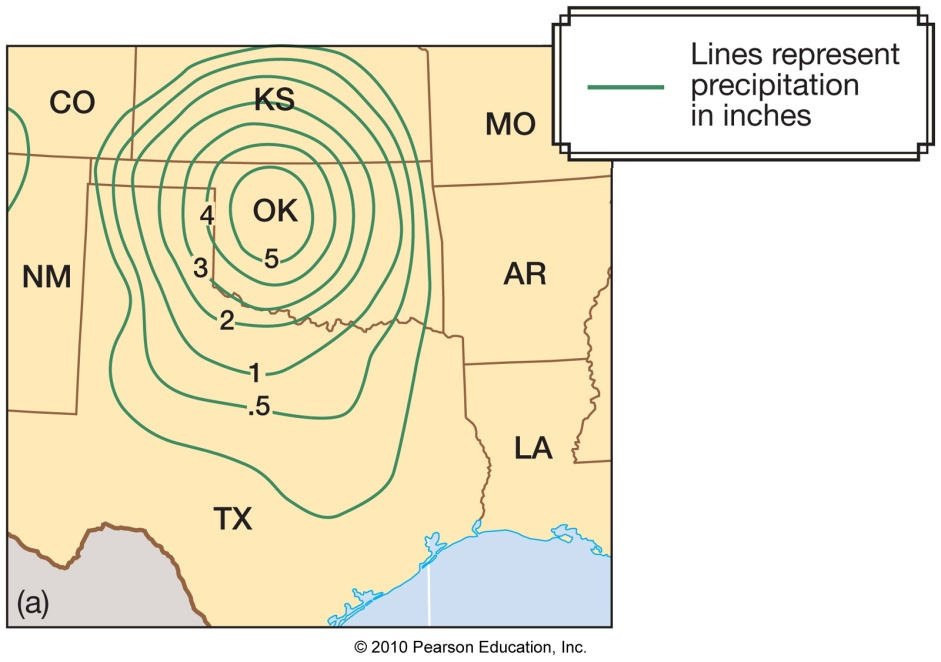 Lines represent
precipitation
in inches
CO
KS
MO
4
OK
5
3
NM
AR
2
1
.5
LA
TX
(a)
© 2010 Pearson Education, Inc.